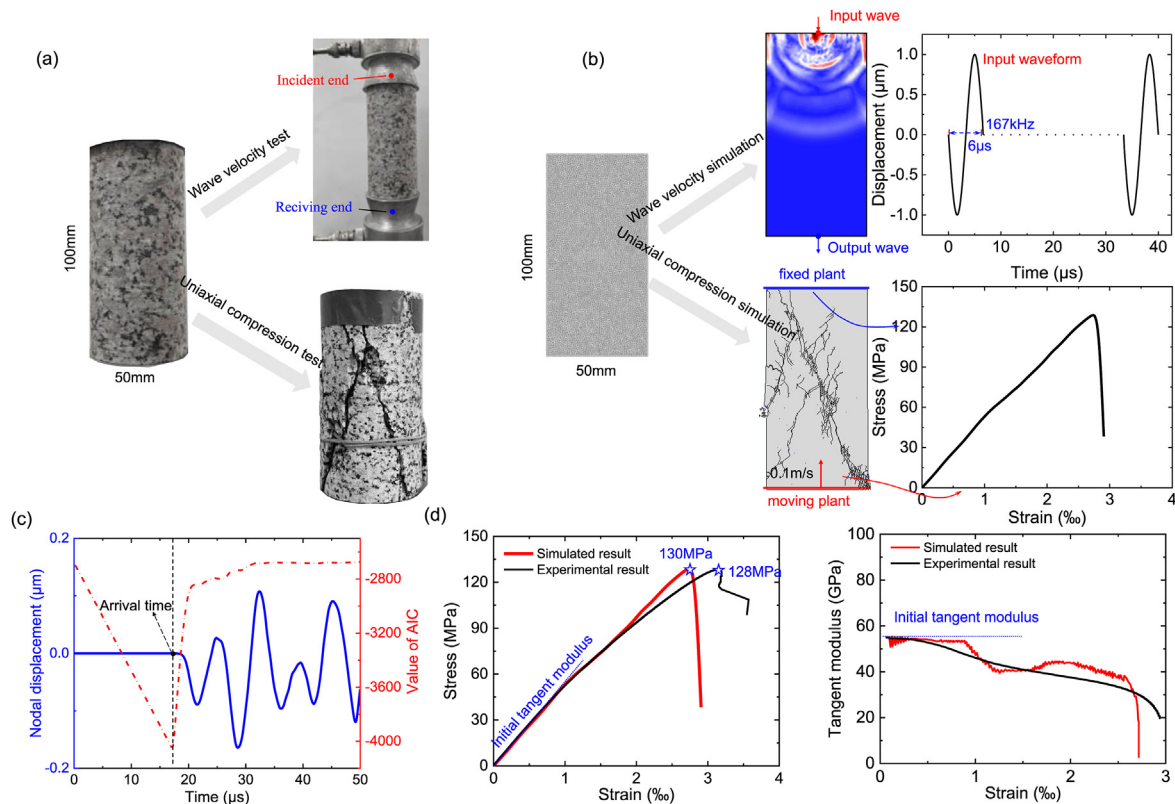 (a)
Wave velocity test
Incident end
Reciving end
100mm
50mm
Uniaxial compression test
(b)
Input wave
Wave velocity simulation
Output wave
100mm
50mm
Uniaxial compression simulation
fixed plant
0.1m/s
moving plant
Displacement (μm)
1.0
0.5
0.0
-0.5
-1.0
Input waveform
167kHz
6μs
0 10 20 30 40
Time (μs)
Stress (MPa)
150
120
90
60
30
0
0 1 2 3 4
Strain (‰)
(c)
Nodal displacement (μm)
0.2
0.0
-0.2
Arrival time
Value of AIC
-2800
-3200
-3600
-4000
0 10 20 30 40 50
Time (μs)
(d)
Stress (MPa)
150
120
90
60
30
0
Simulated result
Experimental result
130MPa
128MPa
Initial tangent modulus
0 1 2 3 4
Strain (‰)
Tangent modulus (GPa)
100
80
60
40
20
0
Simulated result
Experimental result
Initial tangent modulus
0 1 2 3
Strain (‰)